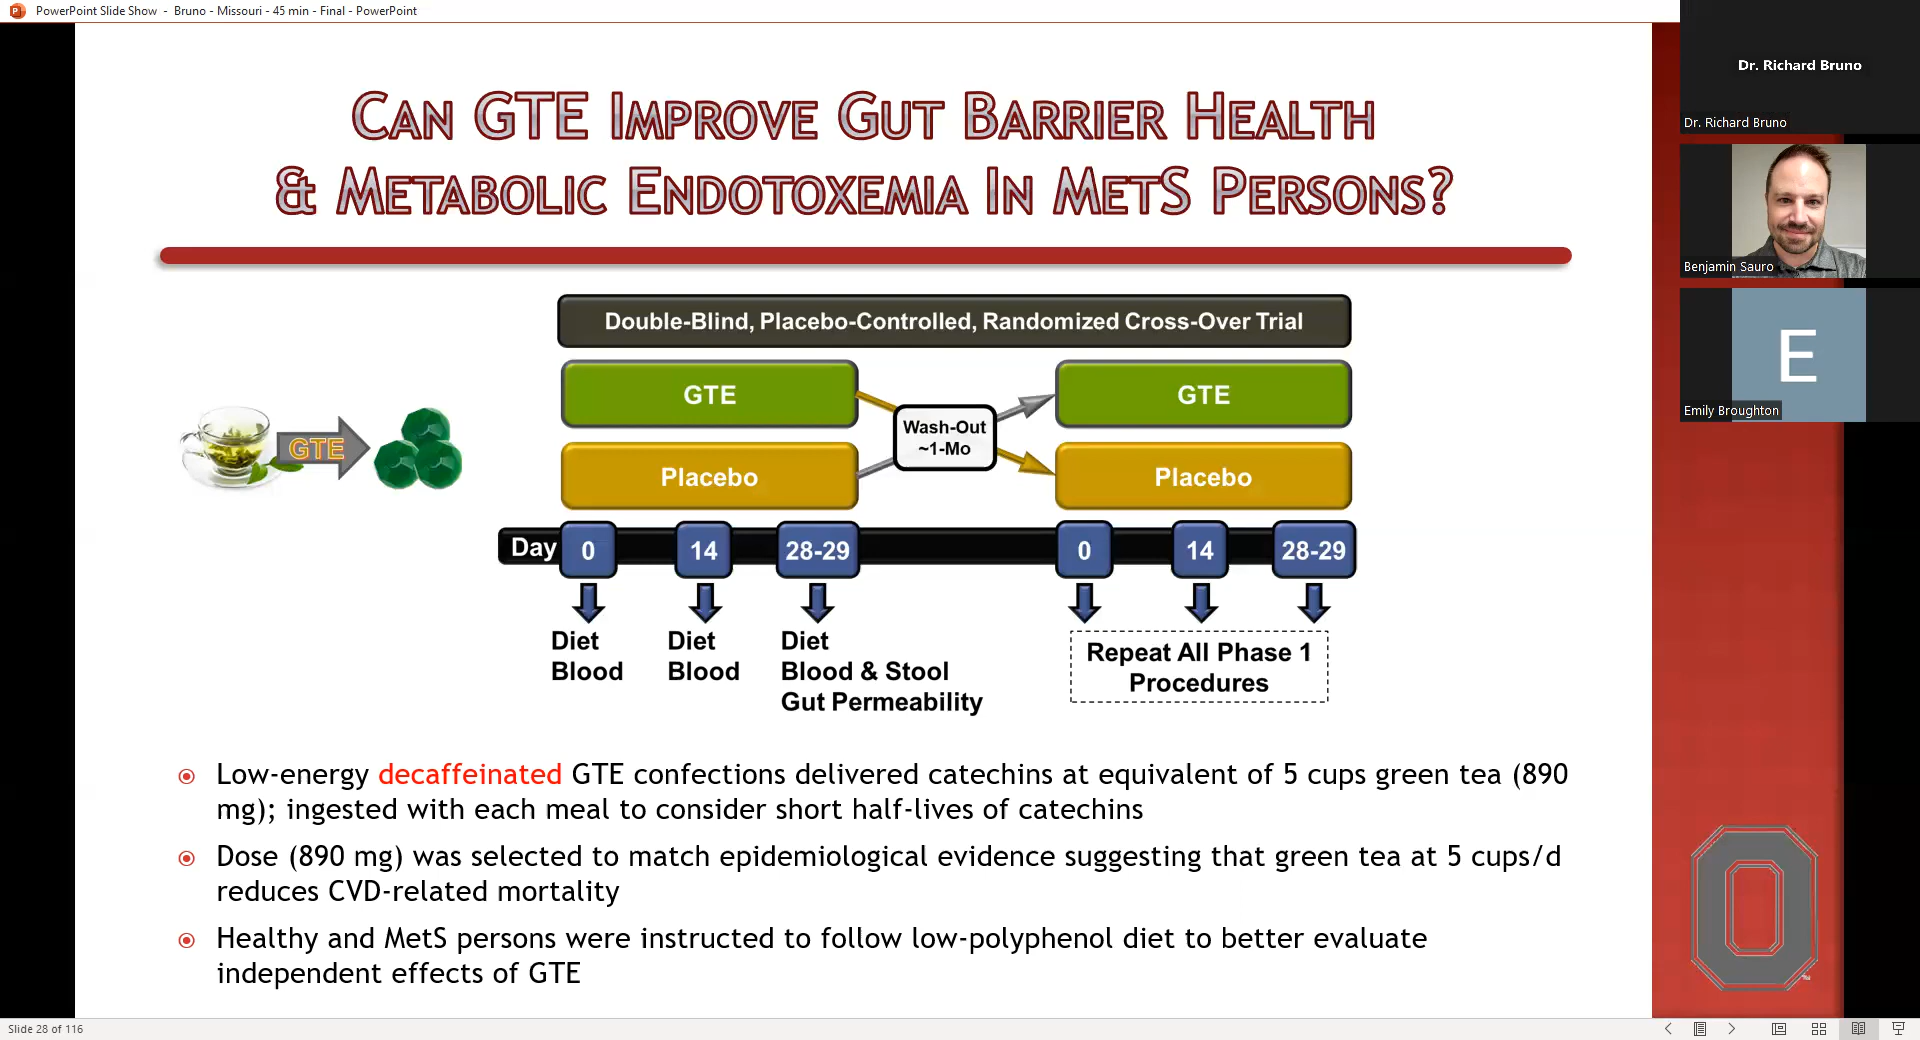 PowerPoint Slide Show - Bruno - Missouri - 45 min - Final - PowerPoint
Dr. Richard Bruno
Dr. Richard Bruno
Benjamin Sauro
E
Emily Broughton
CAN GTE IMPROVE GUT BARRIER HEALTH
& METABOLIC ENDOTOXEMIA IN METS PERSONS?
Double-Blind, Placebo-Controlled, Randomized Cross-Over Trial
GTE
GTE
GTE
Wash-Out
~1-Mo
Placebo
Placebo
Day 0 14 28-29 0 14 28-29
Diet
Blood
Diet
Blood
Diet
Blood & Stool
Gut Permeability
Repeat All Phase 1
Procedures
Low-energy decaffeinated GTE confections delivered catechins at equivalent of 5 cups green tea (890
mg); ingested with each meal to consider short half-lives of catechins
Dose (890 mg) was selected to match epidemiological evidence suggesting that green tea at 5 cups/d
reduces CVD-related mortality
Healthy and MetS persons were instructed to follow low-polyphenol diet to better evaluate
independent effects of GTE
O
TM
Slide 28 of 116